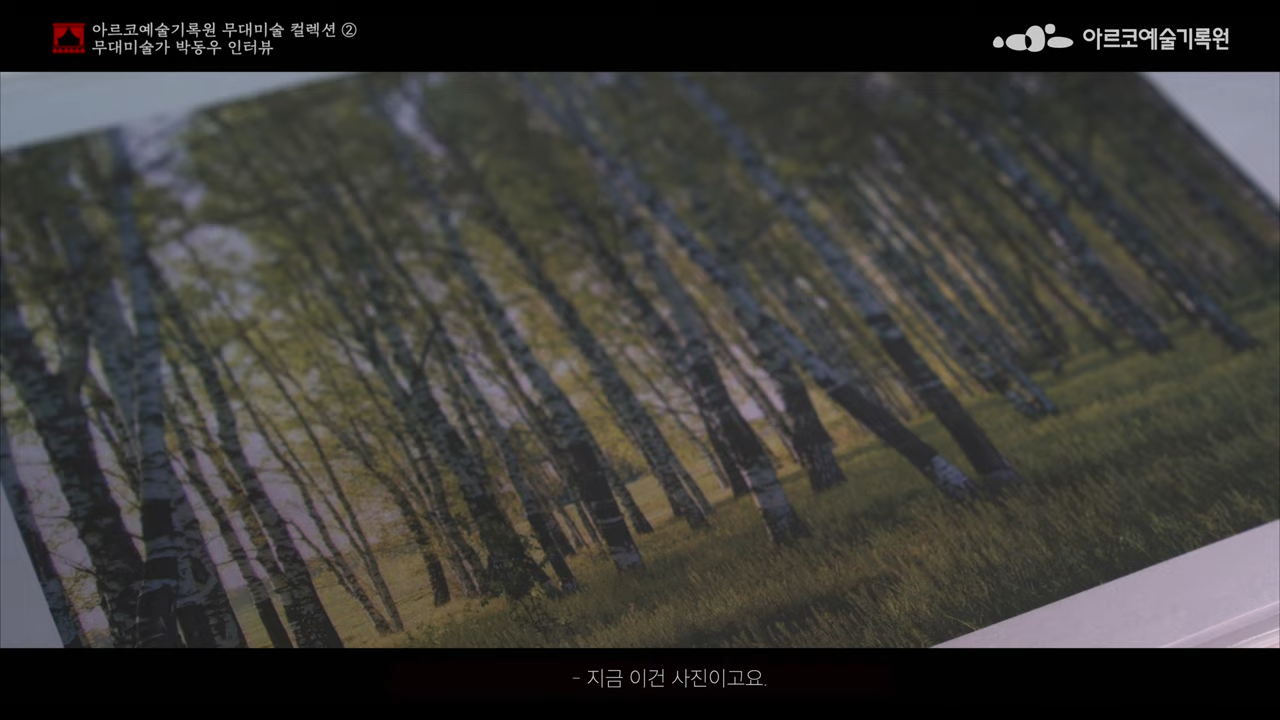 아르코예술기록원 무대미술 컬렉션 ②
무대미술가 박동우 인터뷰
아르코예술기록원
- 지금 이건 사진이고요.